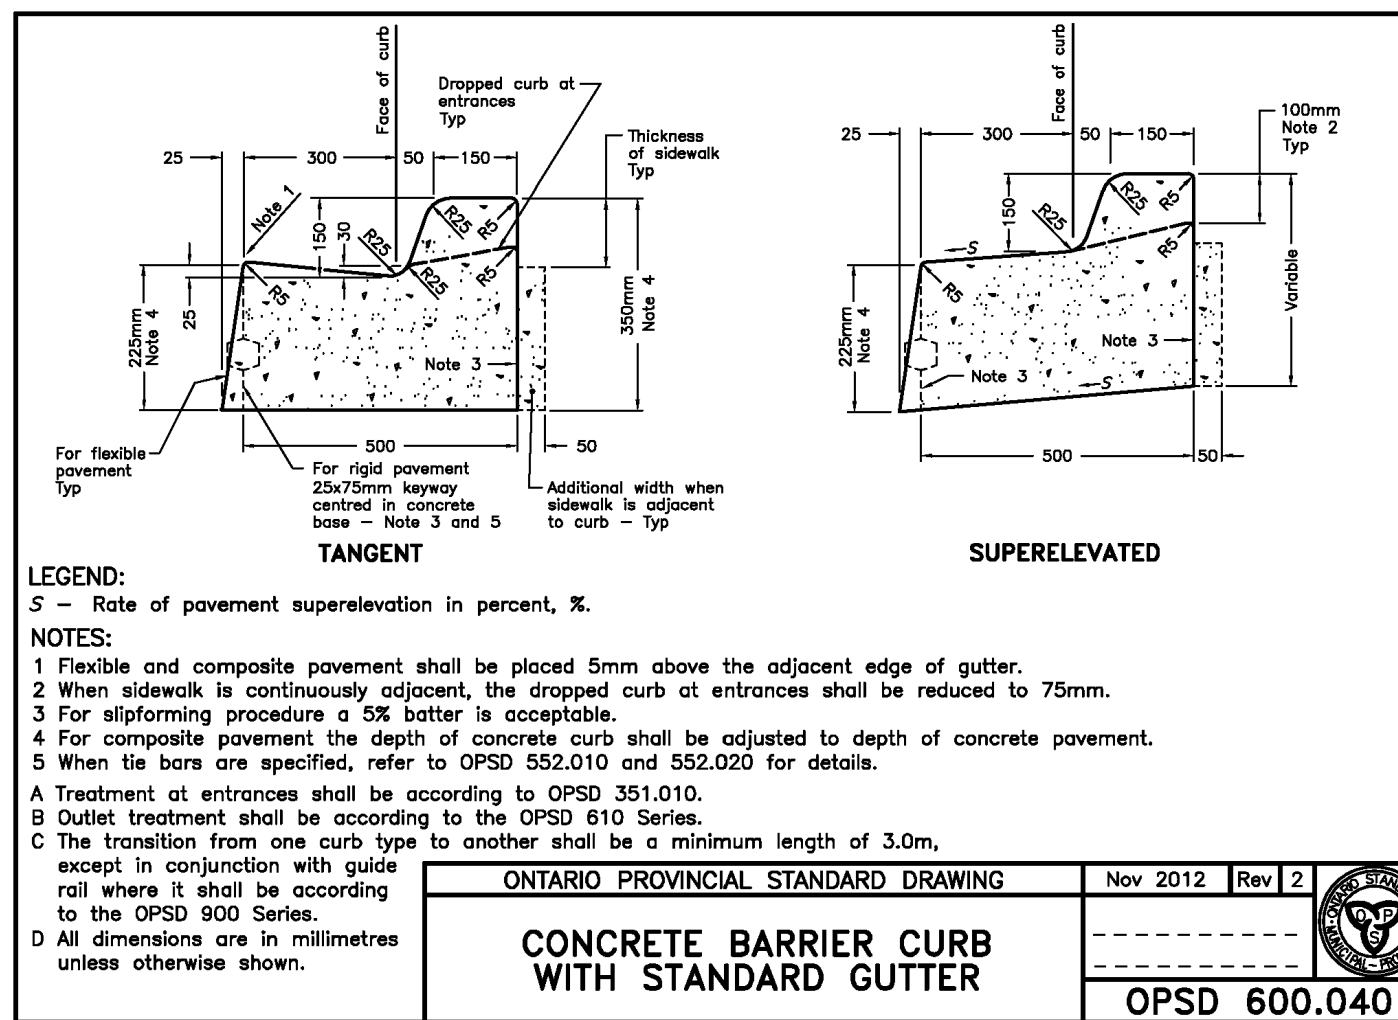 Face of curb
Dropped curb at
entrances
Typ
Thickness
of sidewalk
Typ
25
300
50
150
Note 1
150
30
R25
R25
R5
R25
R5
R5
25
225mm
Note 4
350mm
Note 4
Note 3
500
50
For flexible
pavement
Typ
For rigid pavement
25x75mm keyway
centred in concrete
base – Note 3 and 5
Additional width when
sidewalk is adjacent
to curb – Typ
TANGENT
Face of curb
100mm
Note 2
Typ
25
300
50
150
150
R25
R25
R5
R5
S
R5
Variable
225mm
Note 4
Note 3
Note 3
S
500
50
SUPERELEVATED
LEGEND:
S – Rate of pavement superelevation in percent, %.
NOTES:
1 Flexible and composite pavement shall be placed 5mm above the adjacent edge of gutter.
2 When sidewalk is continuously adjacent, the dropped curb at entrances shall be reduced to 75mm.
3 For slipforming procedure a 5% batter is acceptable.
4 For composite pavement the depth of concrete curb shall be adjusted to depth of concrete pavement.
5 When tie bars are specified, refer to OPSD 552.010 and 552.020 for details.
A Treatment at entrances shall be according to OPSD 351.010.
B Outlet treatment shall be according to the OPSD 610 Series.
C The transition from one curb type to another shall be a minimum length of 3.0m,
except in conjunction with guide
rail where it shall be according
to the OPSD 900 Series.
D All dimensions are in millimetres
unless otherwise shown.
ONTARIO PROVINCIAL STANDARD DRAWING
Nov 2012 Rev 2
CONCRETE BARRIER CURB
WITH STANDARD GUTTER
ONTARIO
MUNICIPAL
O P
S
OPSD 600.040